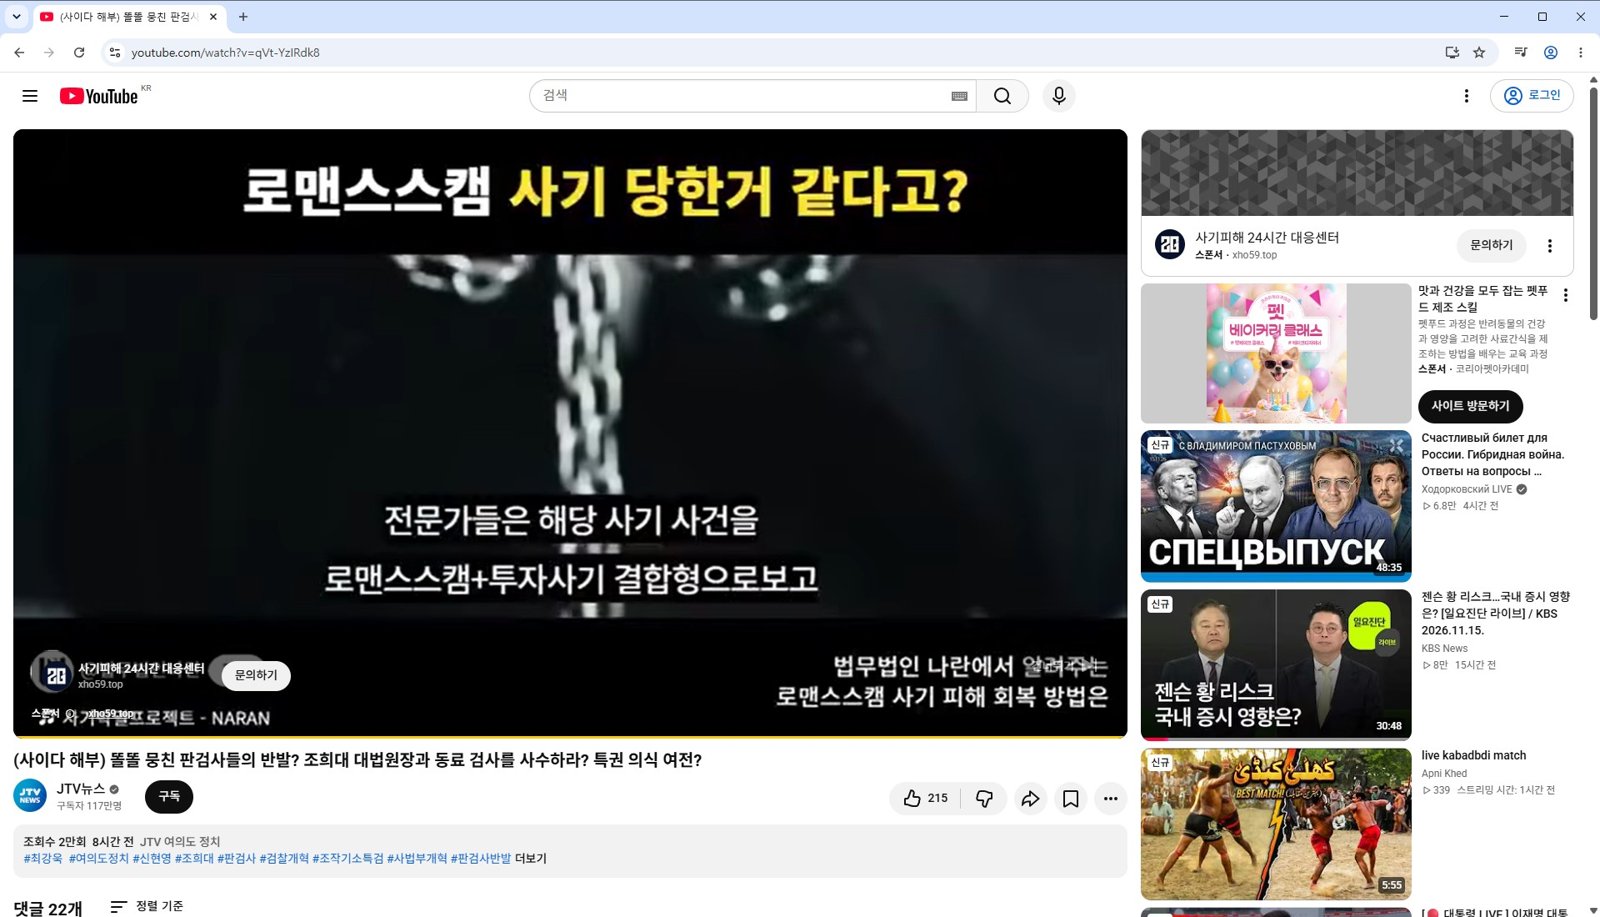 (사이다 해부) 똘똘 뭉친 판검사
youtube.com/watch?v=qVt-YzIRdk8
YouTube KR
검색
로그인
로맨스스캠 사기 당한거 같다고?
전문가들은 해당 사기 사건을
로맨스스캠+투자사기 결합형으로보고
법무법인 나란에서 알려주는
로맨스스캠 사기 피해 회복 방법은
20
사기피해 24시간 대응센터
xho59.top
문의하기
스폰서
xho59.top
사기속필프로젝트 - NARAN
(사이다 해부) 똘똘 뭉친 판검사들의 반발? 조희대 대법원장과 동료 검사를 사수하라? 특권 의식 여전?
JTV
NEWS
JTV뉴스
구독자 117만명
구독
215
조회수 2만회 8시간 전 JTV 여의도 정치
#최강욱 #여의도정치 #신현영 #조희대 #판검사 #검찰개혁 #조작기소특검 #사법부개혁 #판검사반발 더보기
댓글 22개
정렬 기준
20
사기피해 24시간 대응센터
스폰서 · xho59.top
문의하기
펫
베이커링 클래스
맛과 건강을 모두 잡는 펫푸
드 제조 스킬
펫푸드 과정은 반려동물의 건강
과 영양을 고려한 사료간식을 제
조하는 방법을 배우는 교육 과정
스폰서 · 코리아펫아카데미
사이트 방문하기
신규
С ВЛАДИМИРОМ ПАСТУХОВЫМ
СПЕЦВЫПУСК
48:35
Счастливый билет для
России. Гибридная война.
Ответы на вопросы ...
Ходорковский LIVE
6.8만 4시간 전
신규
일요진단
라이브
젠슨 황 리스크
국내 증시 영향은?
30:48
젠슨 황 리스크…국내 증시 영향
은? [일요진단 라이브] / KBS
2026.11.15.
KBS News
8만 15시간 전
신규
کھلی کبڈی
BEST MATCH!
5:55
live kabadbdi match
Apni Khed
339 스트리밍 시간: 1시간 전
신규